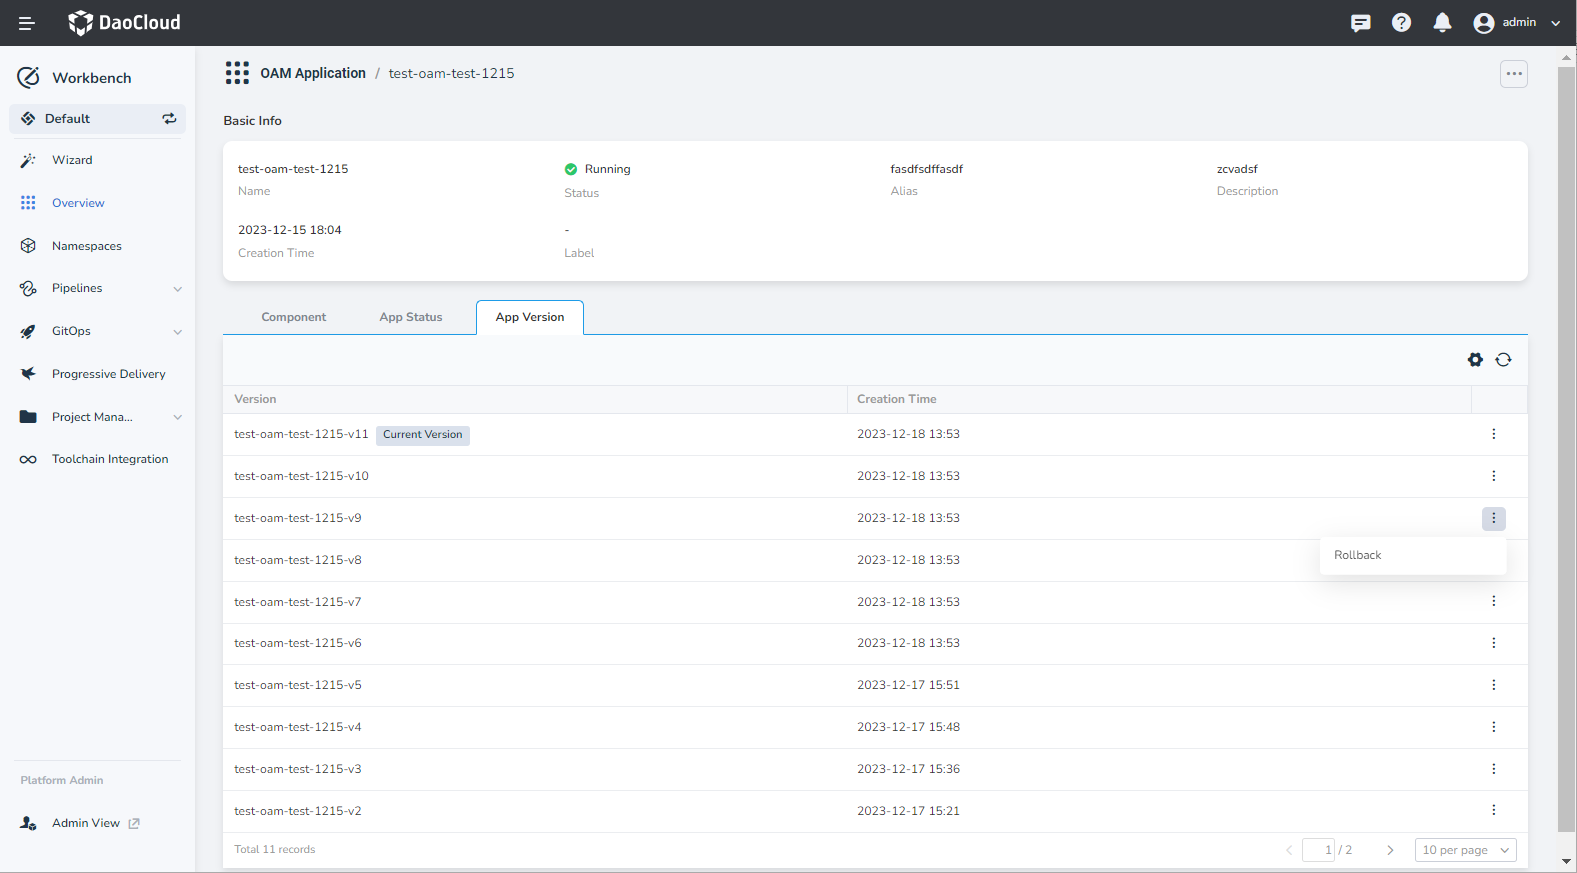 DaoCloud
admin
Workbench
Default
Wizard
Overview
Namespaces
Pipelines
GitOps
Progressive Delivery
Project Mana...
Toolchain Integration
Platform Admin
Admin View
OAM Application / test-oam-test-1215
Basic Info
test-oam-test-1215
Name
Running
Status
fasdfsdffasdf
Alias
zcvadsf
Description
2023-12-15 18:04
Creation Time
-
Label
Component
App Status
App Version
Version Creation Time
test-oam-test-1215-v11 Current Version 2023-12-18 13:53
test-oam-test-1215-v10 2023-12-18 13:53
test-oam-test-1215-v9 2023-12-18 13:53
Rollback
test-oam-test-1215-v8 2023-12-18 13:53
test-oam-test-1215-v7 2023-12-18 13:53
test-oam-test-1215-v6 2023-12-18 13:53
test-oam-test-1215-v5 2023-12-17 15:51
test-oam-test-1215-v4 2023-12-17 15:48
test-oam-test-1215-v3 2023-12-17 15:36
test-oam-test-1215-v2 2023-12-17 15:21
Total 11 records
1 / 2
10 per page